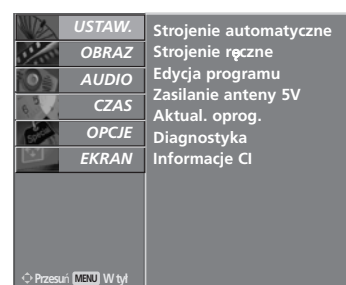 USTAW.
OBRAZ
AUDIO
CZAS
OPCJE
EKRAN
Strojenie automatyczne
Strojenie ręczne
Edycja programu
Zasilanie anteny 5V
Aktual. oprog.
Diagnostyka
Informacje CI
Przesuń MENU W tył